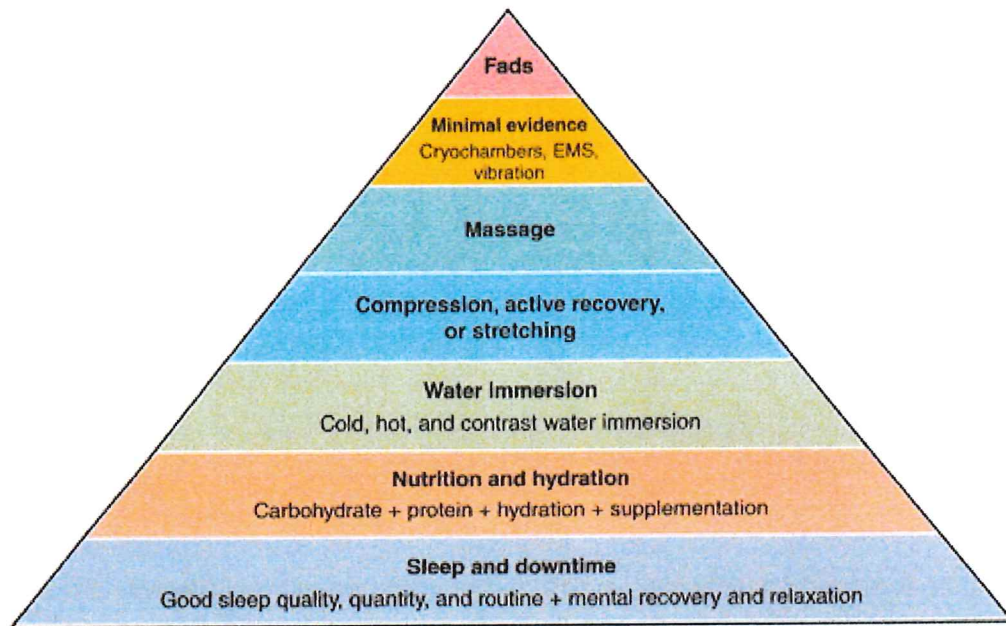 Fads
Minimal evidence
Cryochambers, EMS,
vibration
Massage
Compression, active recovery,
or stretching
Water immersion
Cold, hot, and contrast water immersion
Nutrition and hydration
Carbohydrate + protein + hydration + supplementation
Sleep and downtime
Good sleep quality, quantity, and routine + mental recovery and relaxation